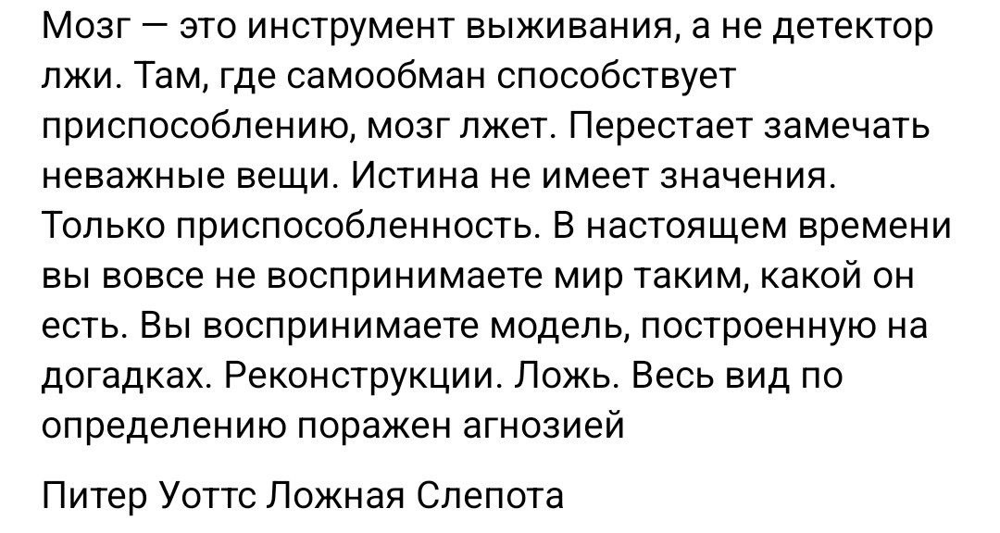 Мозг — это инструмент выживания, а не детектор
лжи. Там, где самообман способствует
приспособлению, мозг лжет. Перестает замечать
неважные вещи. Истина не имеет значения.
Только приспособленность. В настоящем времени
вы вовсе не воспринимаете мир таким, какой он
есть. Вы воспринимаете модель, построенную на
догадках. Реконструкции. Ложь. Весь вид по
определению поражен агнозией
Питер Уоттс Ложная Слепота